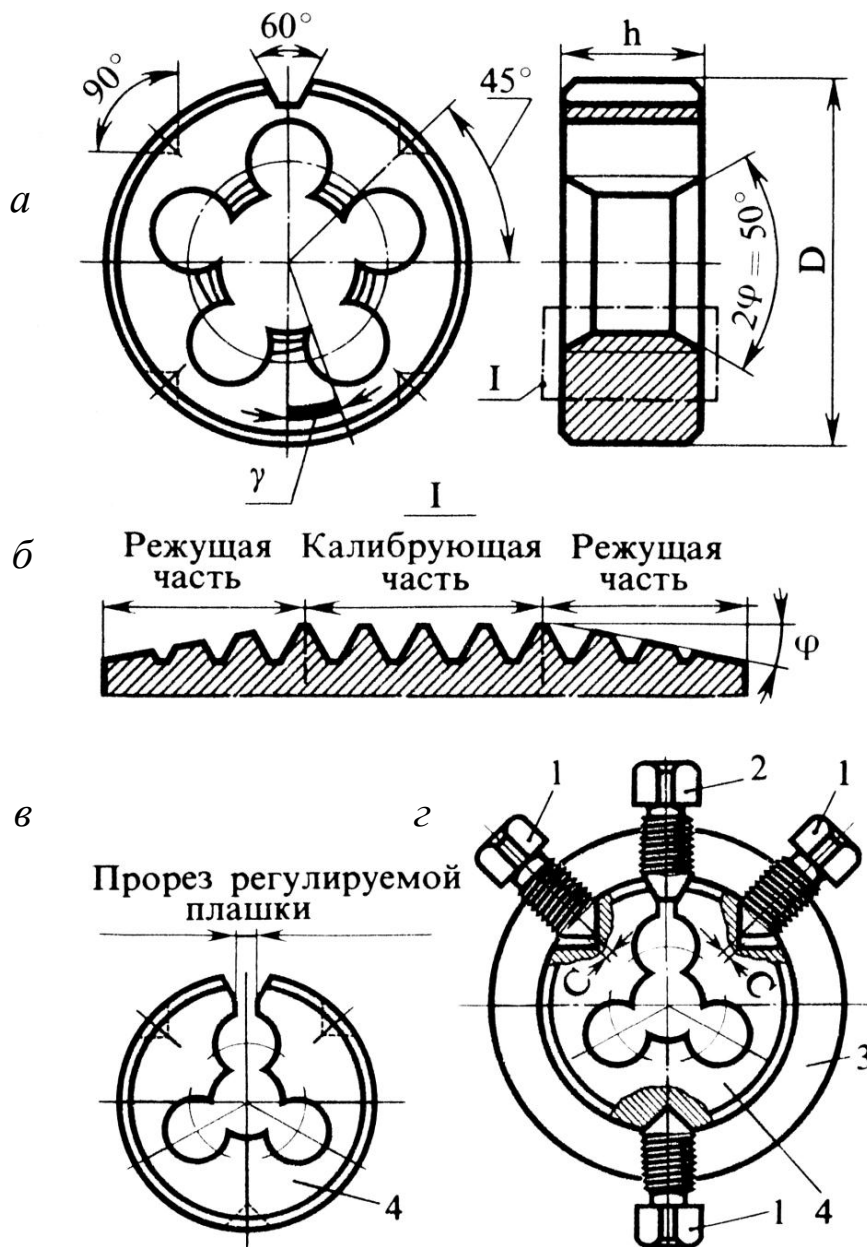 60°
h
90°
45°
а
2φ = 50°
D
I
γ
I
б
Режущая часть
Калибрующая часть
Режущая часть
φ
в
г
1
2
1
Прорез регулируемой
плашки
C
C
3
4
1
4